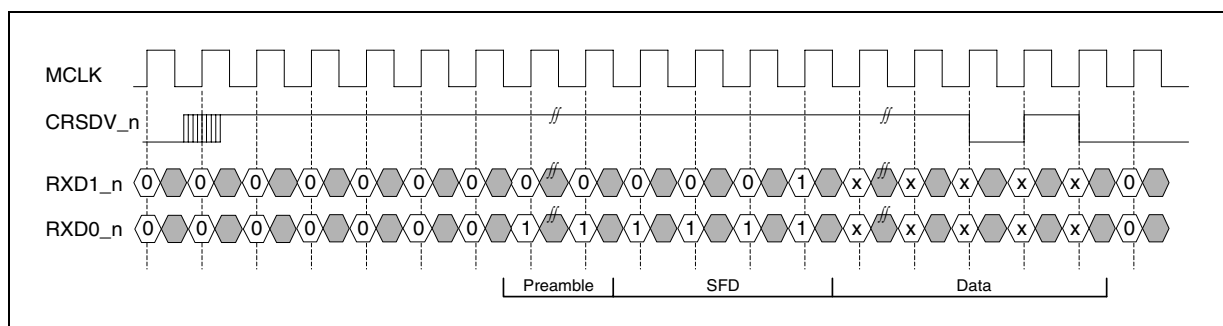 MCLK
CRSDV_n
RXD1_n 0 0 0 0 0 0 0 0 0 0 0 0 1 x x x x x 0
RXD0_n 0 0 0 0 0 0 0 1 1 1 1 1 1 x x x x x 0
Preamble SFD Data